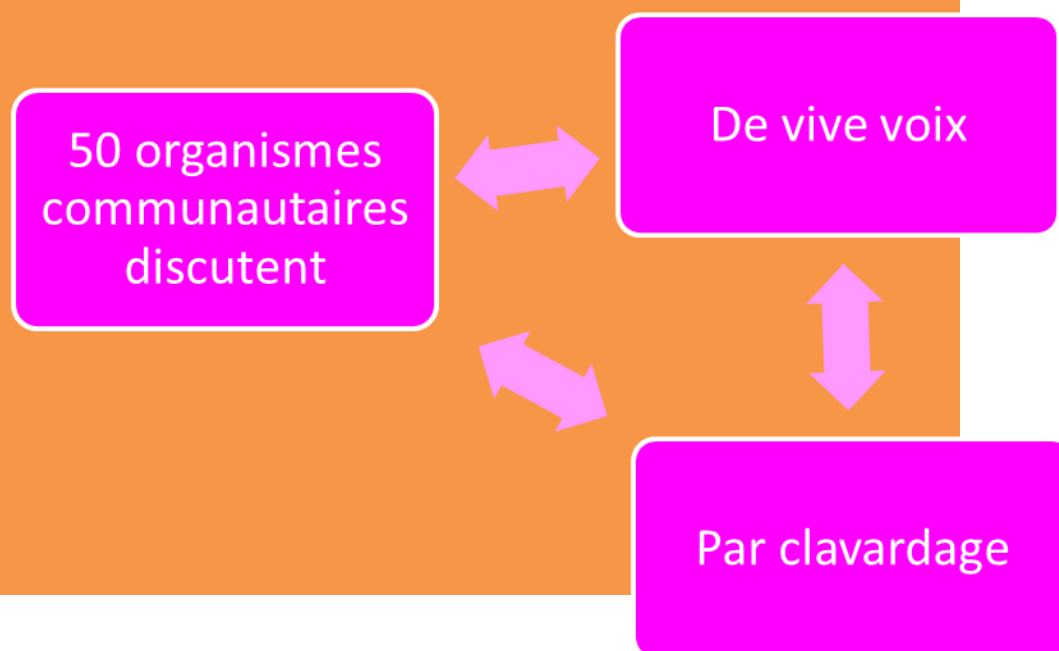 50 organismes
communautaires
discutent
De vive voix
Par clavardage